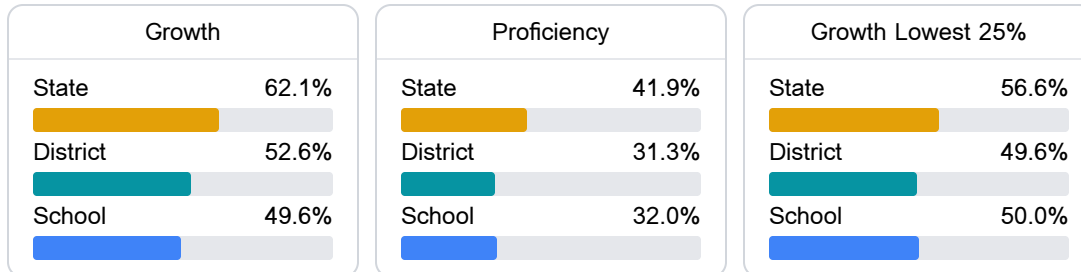 Growth
State 62.1%
District 52.6%
School 49.6%
Proficiency
State 41.9%
District 31.3%
School 32.0%
Growth Lowest 25%
State 56.6%
District 49.6%
School 50.0%